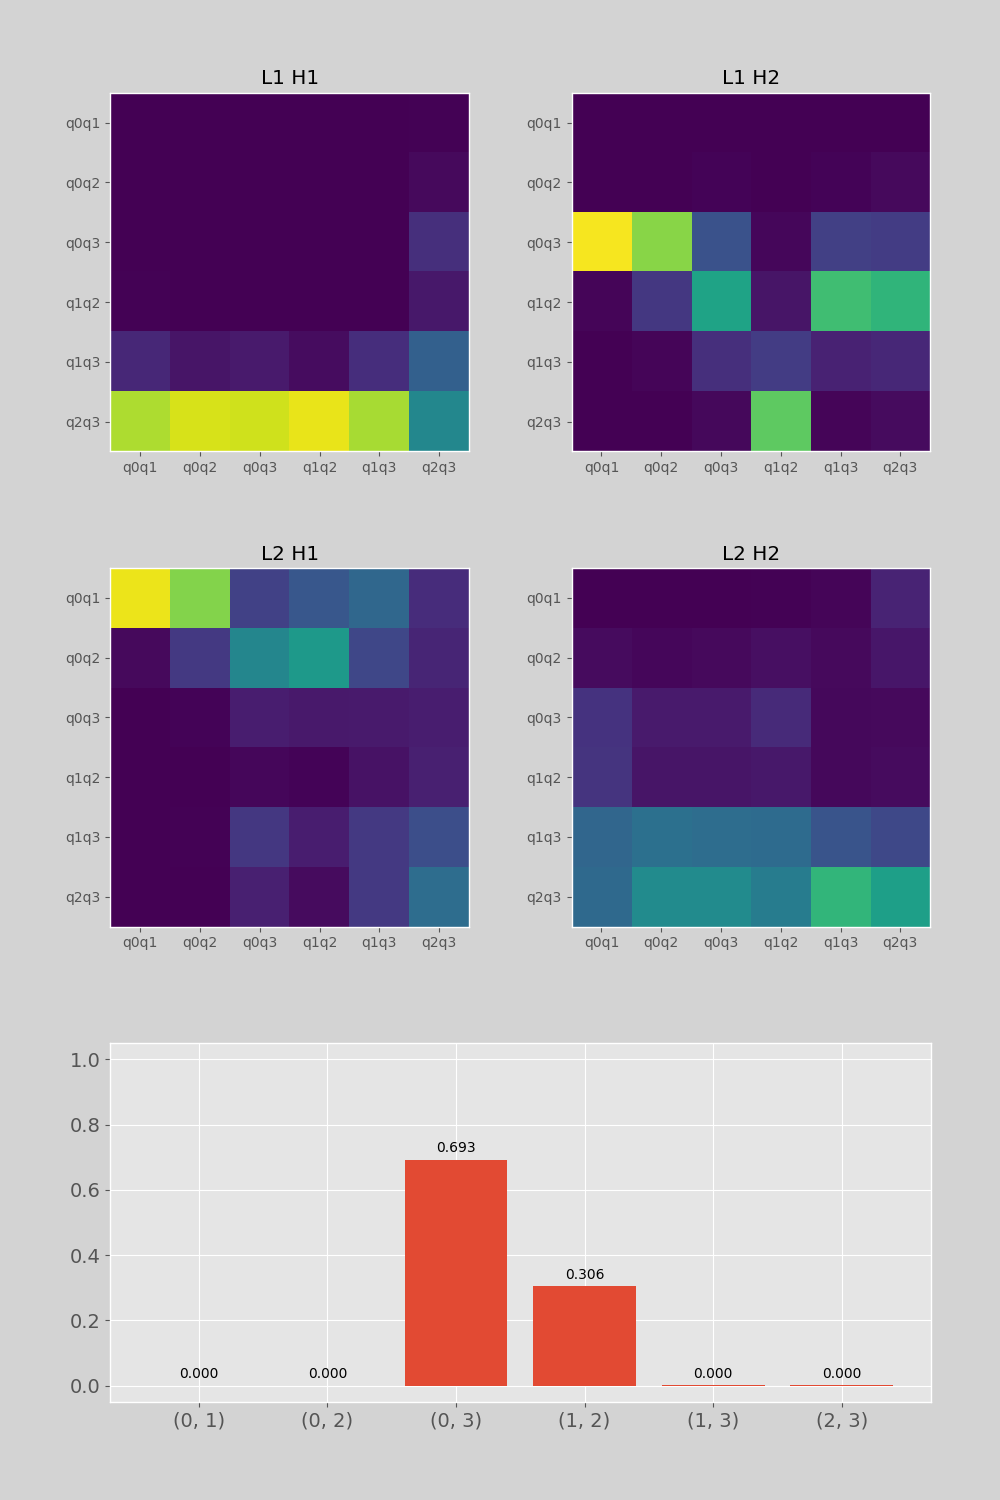 L1 H1 L1 H2
q0q1 q0q1
q0q2 q0q2
q0q3 q0q3
q1q2 q1q2
q1q3 q1q3
q2q3 q2q3
q0q1 q0q2 q0q3 q1q2 q1q3 q2q3 q0q1 q0q2 q0q3 q1q2 q1q3 q2q3
L2 H1 L2 H2
q0q1 q0q1
q0q2 q0q2
q0q3 q0q3
q1q2 q1q2
q1q3 q1q3
q2q3 q2q3
q0q1 q0q2 q0q3 q1q2 q1q3 q2q3 q0q1 q0q2 q0q3 q1q2 q1q3 q2q3
1.0
0.8
0.693
0.6
0.4
0.306
0.2
0.000 0.000 0.000 0.000
0.0
(0, 1) (0, 2) (0, 3) (1, 2) (1, 3) (2, 3)